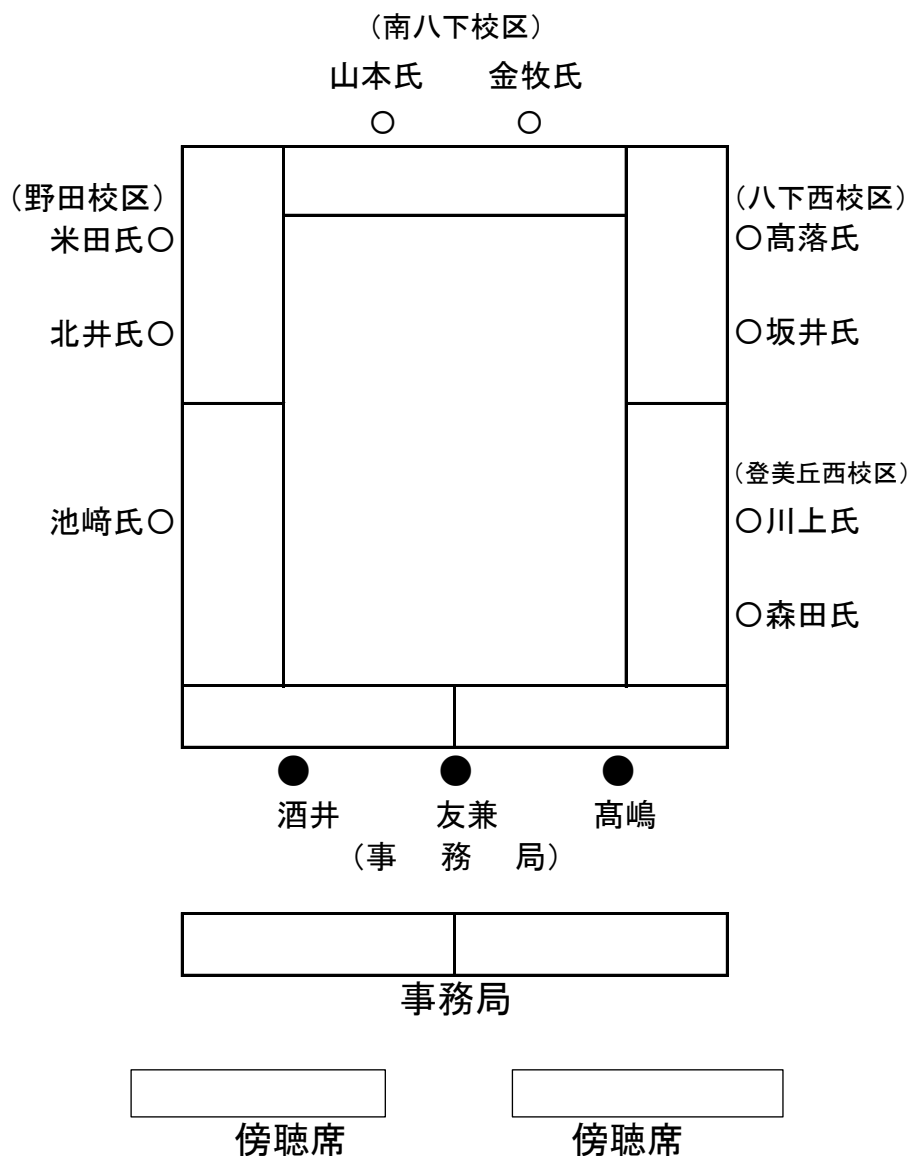 （南八下校区）
山本氏　金牧氏
○　○
（野田校区）　（八下西校区）
米田氏○　○髙落氏
北井氏○　○坂井氏
（登美丘西校区）
池﨑氏○　○川上氏
○森田氏
●　●　●
酒井　友兼　髙嶋
（事　務　局）
事務局
傍聴席　傍聴席